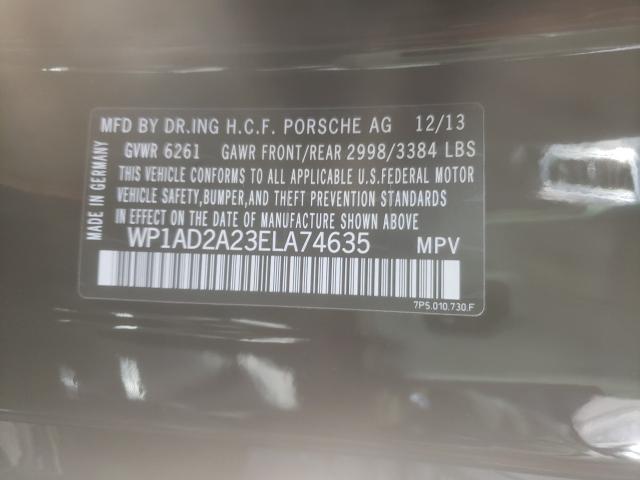 MFD BY DR.ING H.C.F. PORSCHE AG 12/13
GVWR 6261 GAWR FRONT/REAR 2998/3384 LBS
THIS VEHICLE CONFORMS TO ALL APPLICABLE U.S.FEDERAL MOTOR
VEHICLE SAFETY,BUMPER,AND THEFT PREVENTION STANDARDS
IN EFFECT ON THE DATE OF MANUFACTURE SHOWN ABOVE.
WP1AD2A23ELA74635 MPV
7P5.010.730.F
MADE IN GERMANY